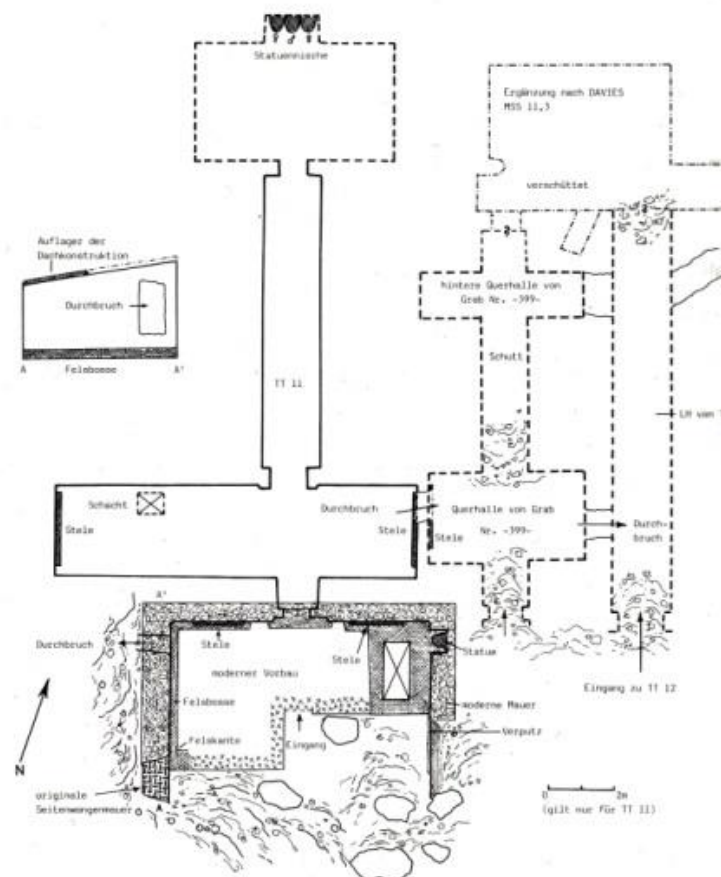 Statuennische
Ergänzung nach DAVIES
MSS 11,3
verschüttet
Auflager der
Dachkonstruktion
Durchbruch
A
Felsbosse
A'
hintere Querhalle von
Grab Nr. -399-
Schutt
TT 11
LH von T
Schacht
Stele
Durchbruch
Stele
Querhalle von Grab
Nr. -399-
Stele
Durch-
bruch
A'
Durchbruch
Stele
Stele
Statue
moderner Vorbau
Felsbosse
moderne Mauer
Eingang zu TT 12
Felskante
Eingang
Verputz
N
originale
Seitenwangenmauer
A
0 2m
(gilt nur für TT 11)